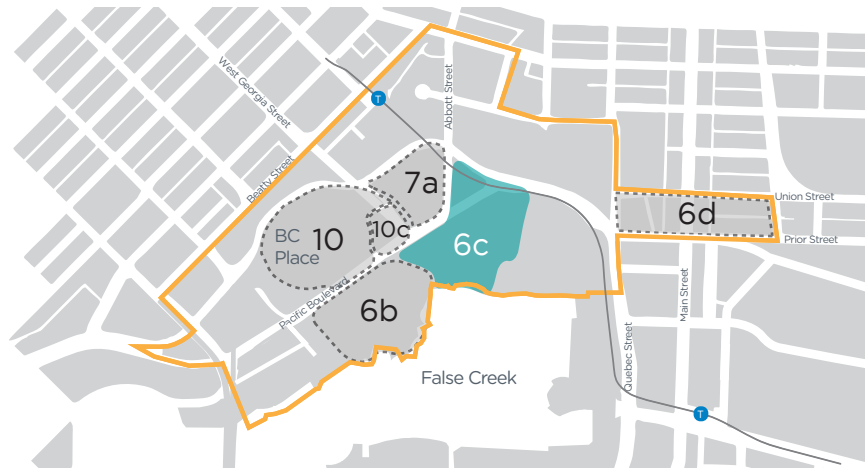 West Georgia Street
T
Abbott Street
Beatty Street
7a
Union Street
6d
10
10c
BC
Place
6c
Prior Street
Pacific Boulevard
6b
Main Street
Quebec Street
False Creek
T